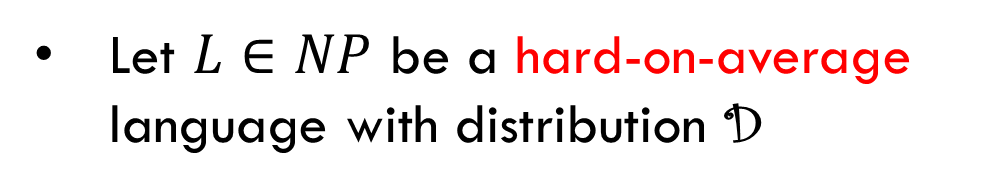 • Let L ∈ NP be a hard-on-average
language with distribution 𝒟